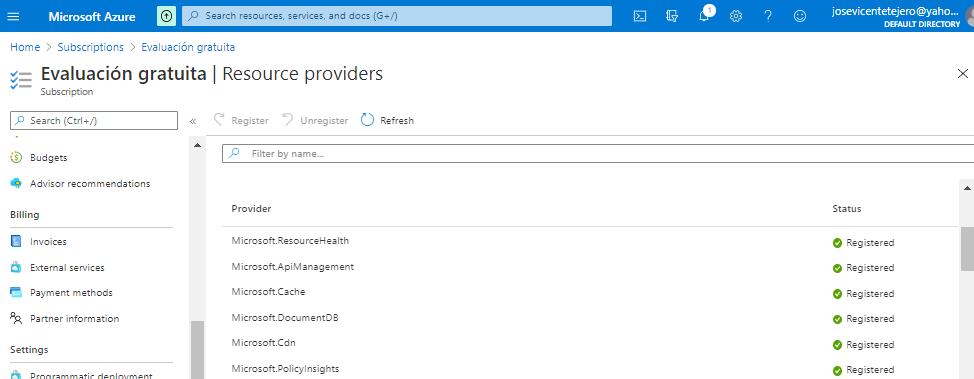 Microsoft Azure
Search resources, services, and docs (G+/)
1
josevicentetejero@yaho...
DEFAULT DIRECTORY
Home > Subscriptions > Evaluación gratuita
Evaluación gratuita | Resource providers
Subscription
Search (Ctrl+/)
«
Register
Unregister
Refresh
Budgets
Advisor recommendations
Billing
Invoices
External services
Payment methods
Partner information
Settings
Programmatic deployment
Filter by name...
Provider Status
Microsoft.ResourceHealth Registered
Microsoft.ApiManagement Registered
Microsoft.Cache Registered
Microsoft.DocumentDB Registered
Microsoft.Cdn Registered
Microsoft.PolicyInsights Registered